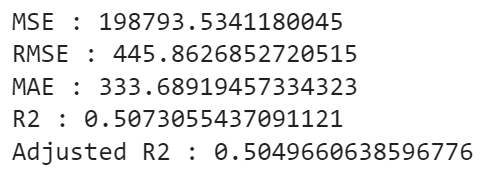 MSE : 198793.5341180045
RMSE : 445.8626852720515
MAE : 333.68919457334323
R2 : 0.5073055437091121
Adjusted R2 : 0.5049660638596776